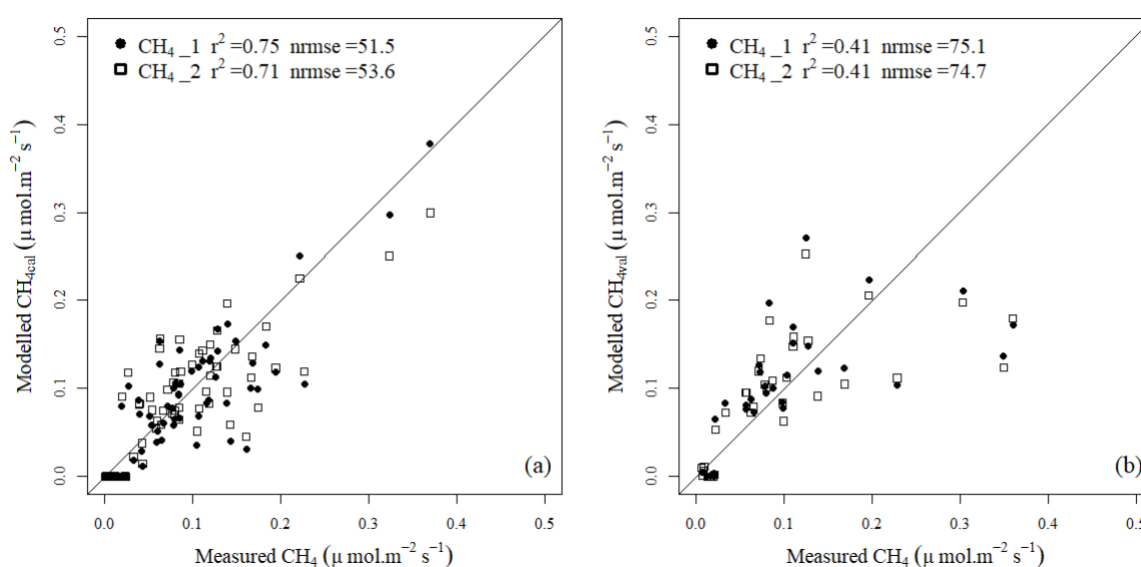 CH₄ _1 r² =0.75 nrmse =51.5
CH₄ _2 r² =0.71 nrmse =53.6
Modelled CH₄cal (μ mol.m⁻² s⁻¹)
0.5
0.4
0.3
0.2
0.1
0.0
(a)
0.0 0.1 0.2 0.3 0.4 0.5
Measured CH₄ (μ mol.m⁻² s⁻¹)
CH₄ _1 r² =0.41 nrmse =75.1
CH₄ _2 r² =0.41 nrmse =74.7
Modelled CH₄val (μ mol.m⁻² s⁻¹)
0.5
0.4
0.3
0.2
0.1
0.0
(b)
0.0 0.1 0.2 0.3 0.4 0.5
Measured CH₄ (μ mol.m⁻² s⁻¹)